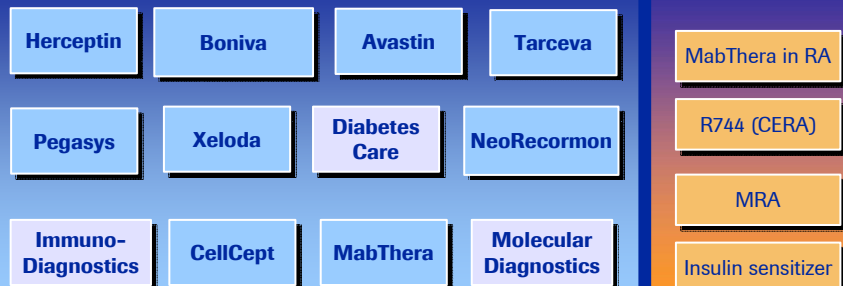 Herceptin
Boniva
Avastin
Tarceva
Pegasys
Xeloda
Diabetes
Care
NeoRecormon
Immuno-
Diagnostics
CellCept
MabThera
Molecular
Diagnostics
MabThera in RA
R744 (CERA)
MRA
Insulin sensitizer